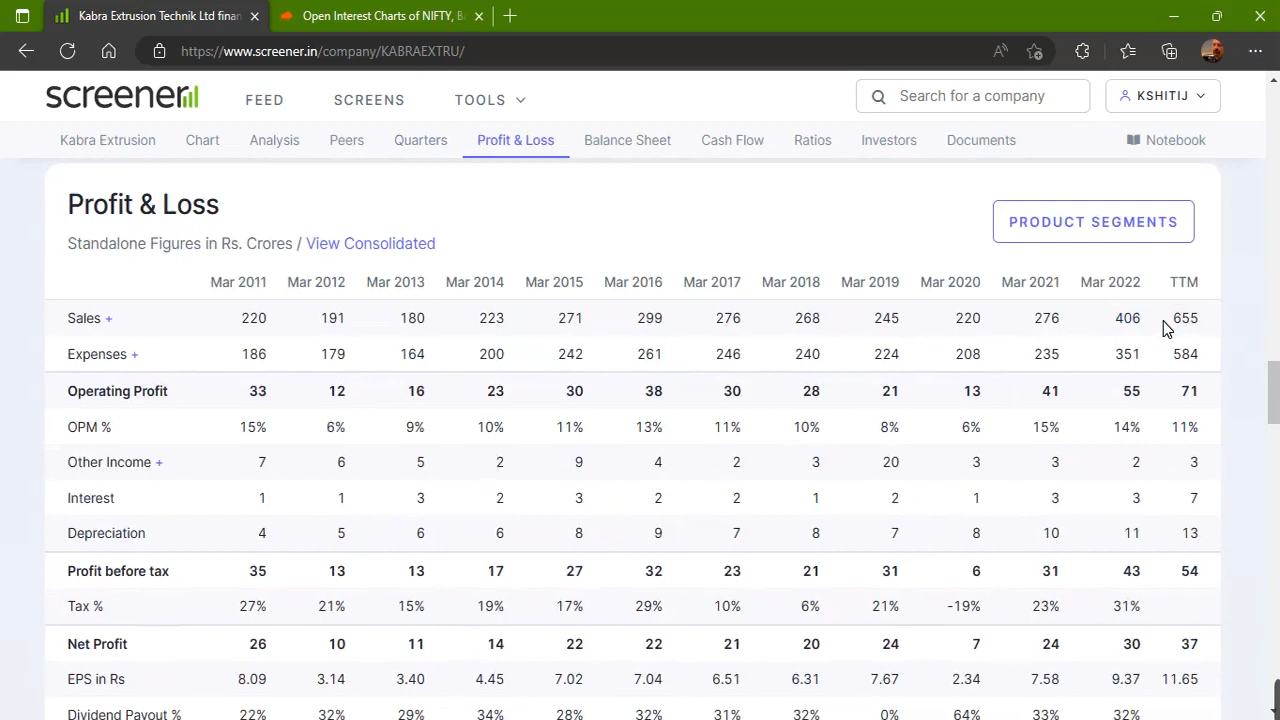 Kabra Extrusion Technik Ltd finan
Open Interest Charts of NIFTY, B
https://www.screener.in/company/KABRAEXTRU/
screener
FEED
SCREENS
TOOLS
Search for a company
KSHITIJ
Kabra Extrusion Chart Analysis Peers Quarters Profit & Loss Balance Sheet Cash Flow Ratios Investors Documents Notebook
Profit & Loss
PRODUCT SEGMENTS
Standalone Figures in Rs. Crores / View Consolidated
Mar 2011 Mar 2012 Mar 2013 Mar 2014 Mar 2015 Mar 2016 Mar 2017 Mar 2018 Mar 2019 Mar 2020 Mar 2021 Mar 2022 TTM
Sales + 220 191 180 223 271 299 276 268 245 220 276 406 655
Expenses + 186 179 164 200 242 261 246 240 224 208 235 351 584
Operating Profit 33 12 16 23 30 38 30 28 21 13 41 55 71
OPM % 15% 6% 9% 10% 11% 13% 11% 10% 8% 6% 15% 14% 11%
Other Income + 7 6 5 2 9 4 2 3 20 3 3 2 3
Interest 1 1 3 2 3 2 2 1 2 1 3 3 7
Depreciation 4 5 6 6 8 9 7 8 7 8 10 11 13
Profit before tax 35 13 13 17 27 32 23 21 31 6 31 43 54
Tax % 27% 21% 15% 19% 17% 29% 10% 6% 21% -19% 23% 31%
Net Profit 26 10 11 14 22 22 21 20 24 7 24 30 37
EPS in Rs 8.09 3.14 3.40 4.45 7.02 7.04 6.51 6.31 7.67 2.34 7.58 9.37 11.65
Dividend Payout % 22% 32% 29% 34% 28% 32% 31% 32% 0% 64% 33% 32%